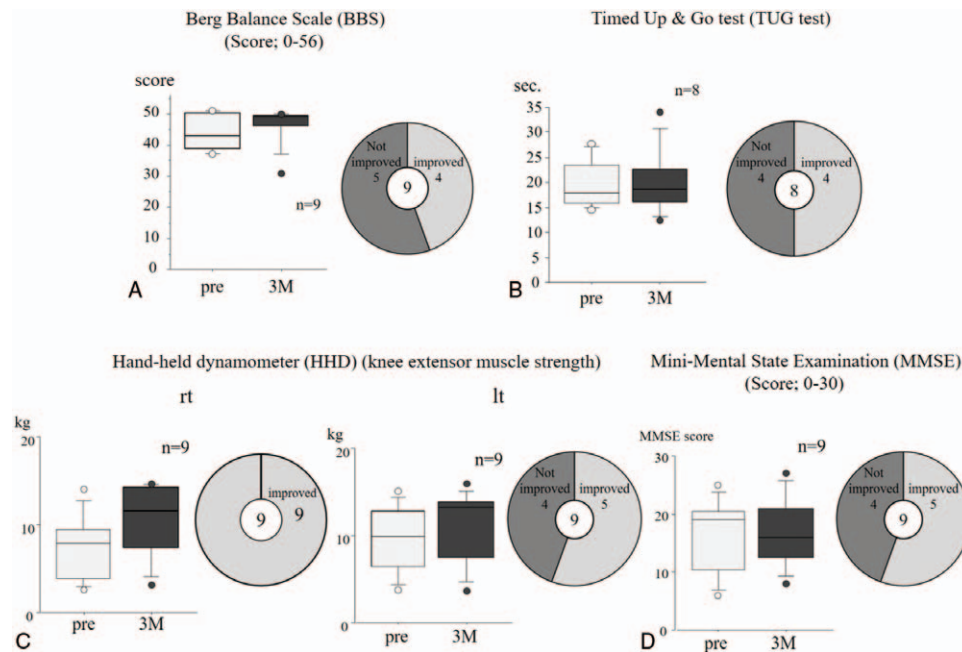 Berg Balance Scale (BBS)
(Score; 0-56)
score
50
40
30
20
10
0
pre
3M
n=9
Not
improved
5
improved
4
9
A
Timed Up & Go test (TUG test)
sec.
35
30
25
20
15
10
5
0
pre
3M
n=8
Not
improved
4
improved
4
8
B
Hand-held dynamometer (HHD) (knee extensor muscle strength)
rt
kg
20
10
0
pre
3M
n=9
improved
9
9
C
lt
kg
20
10
0
pre
3M
n=9
Not
improved
4
improved
5
9
Mini-Mental State Examination (MMSE)
(Score; 0-30)
MMSE score
30
20
10
0
pre
3M
n=9
Not
improved
4
improved
5
9
D